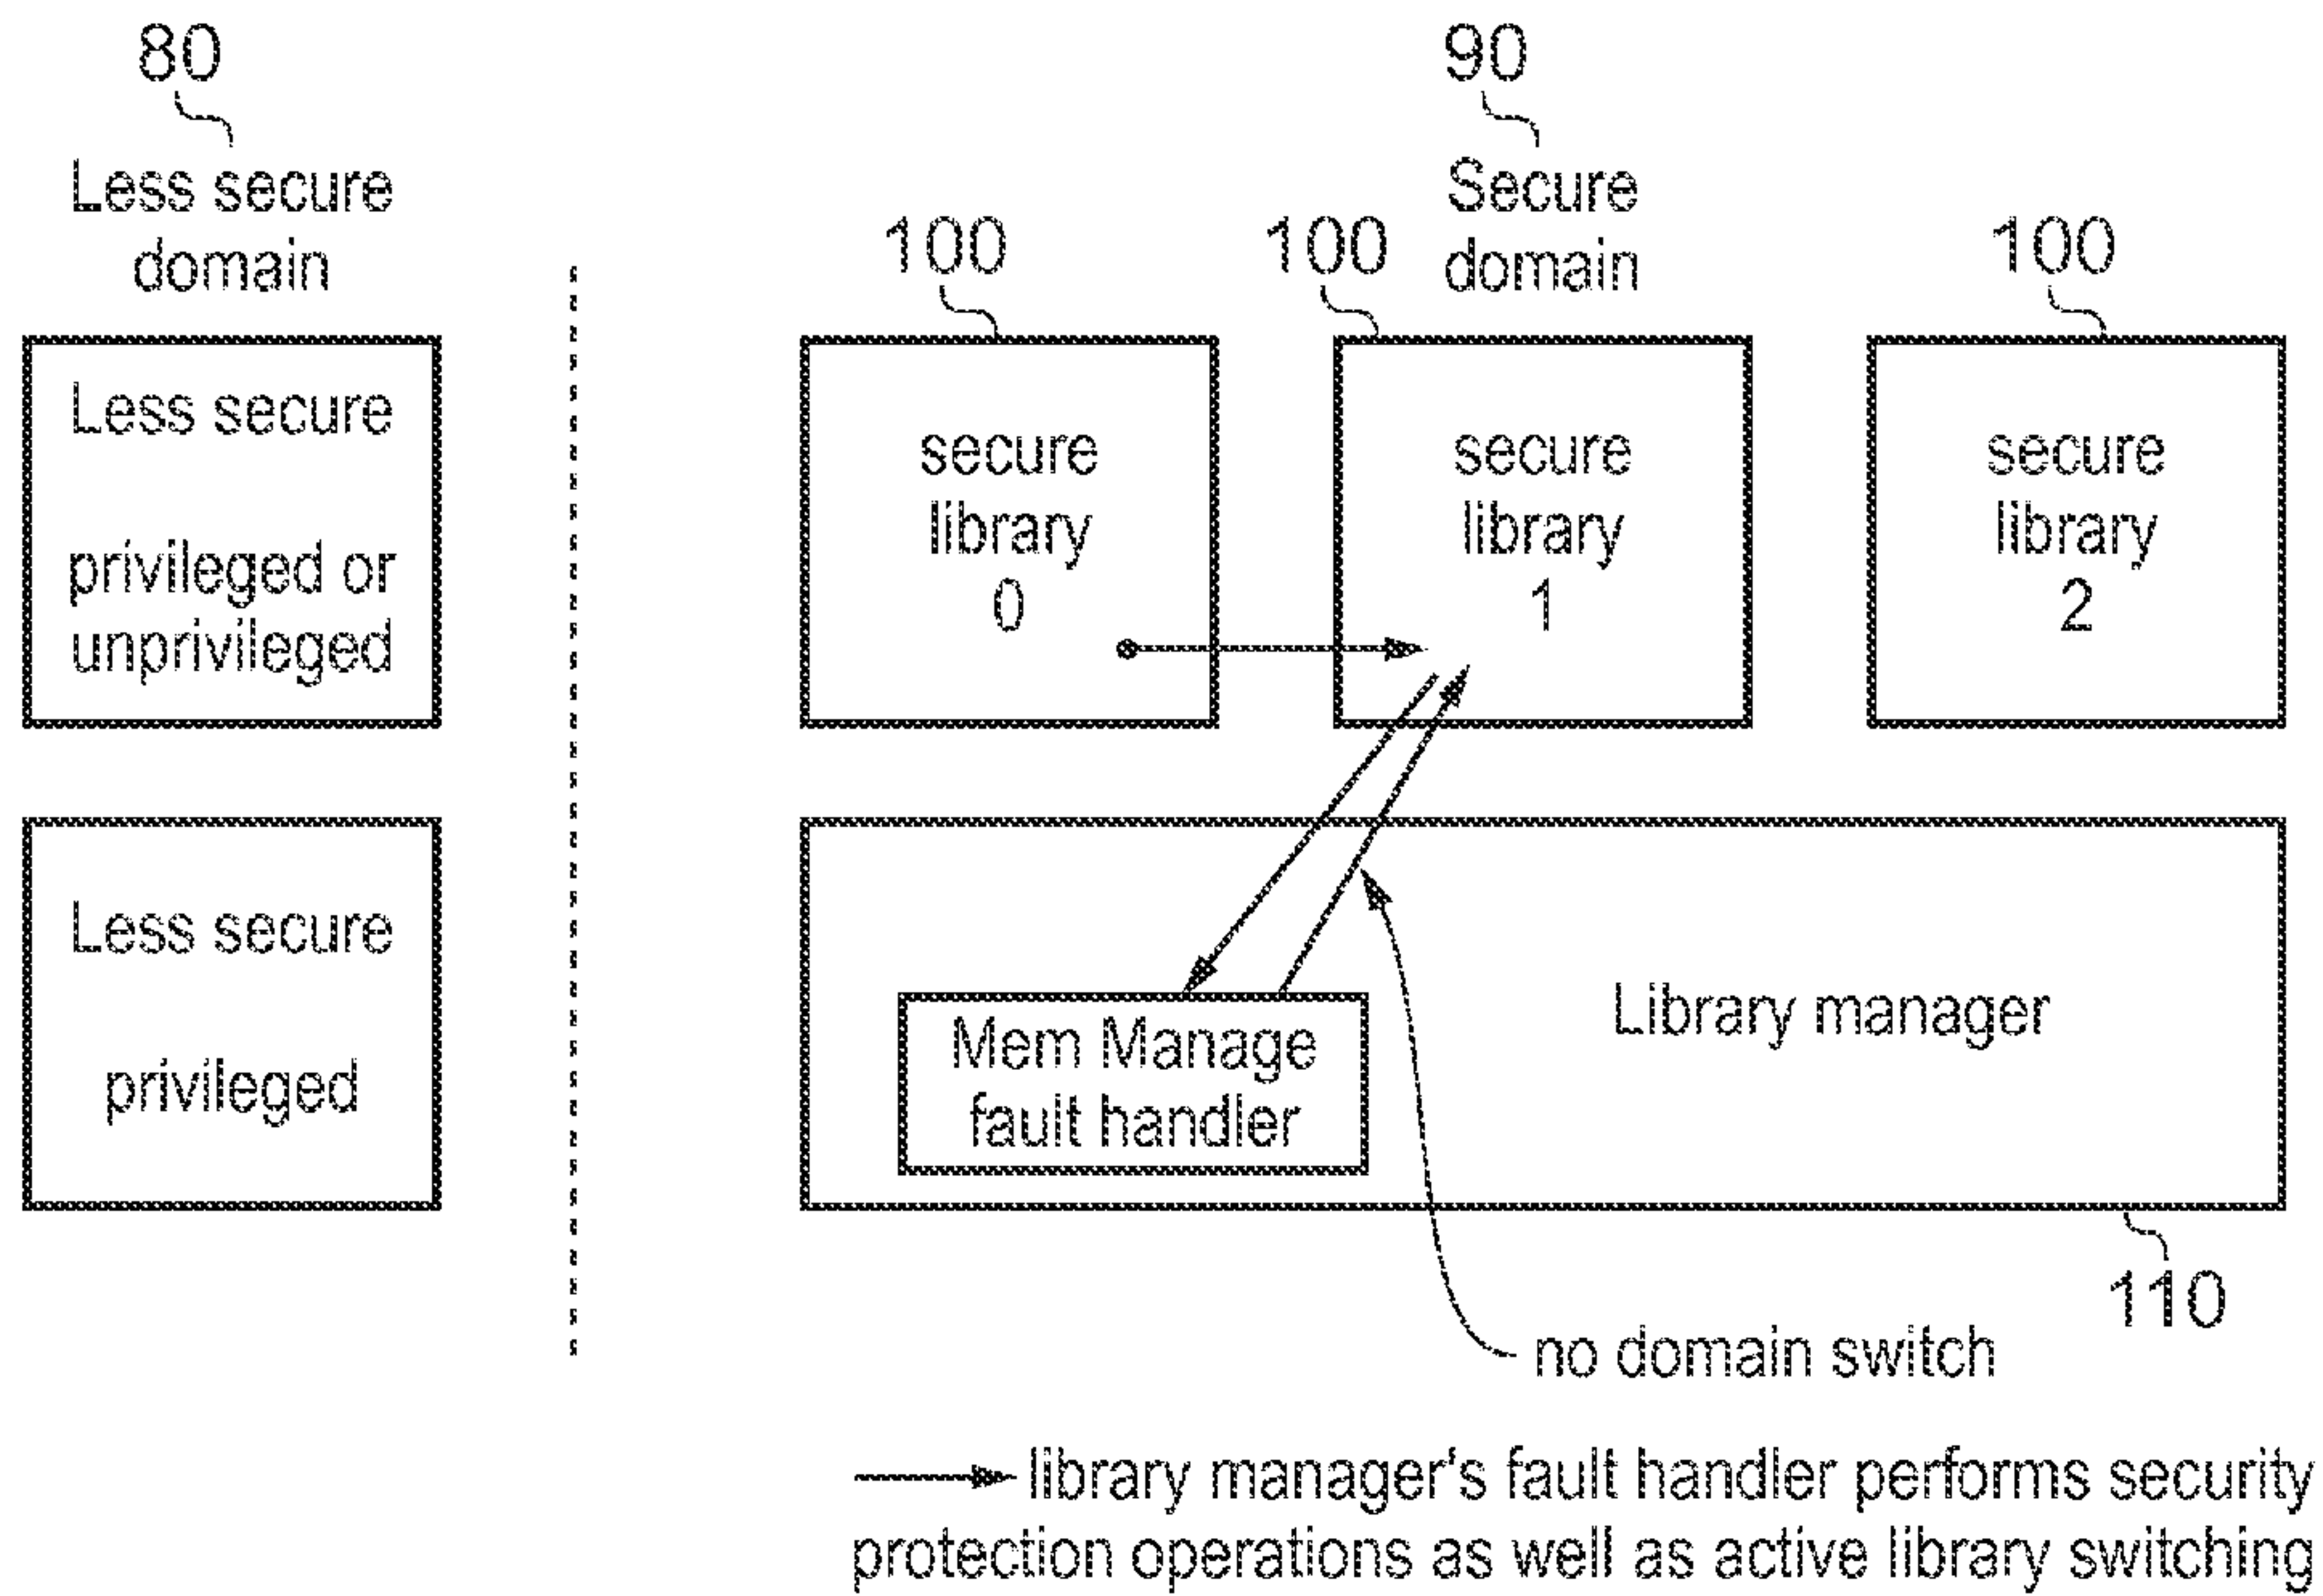 80
Less secure
domain
90
Secure
domain
100
100
100
Less secure
privileged or
unprivileged
secure
library
0
secure
library
1
secure
library
2
Less secure
privileged
Mem Manage
fault handler
Library manager
110
no domain switch
library manager's fault handler performs security
protection operations as well as active library switching